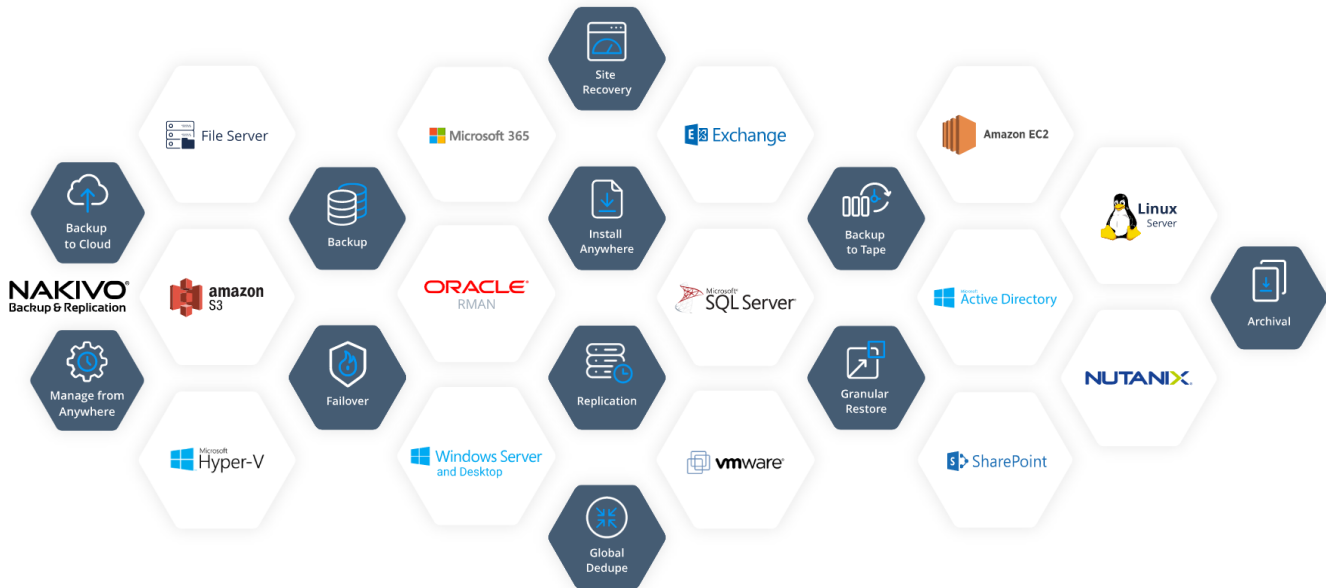 Site
Recovery
File Server
Microsoft 365
E
Exchange
Amazon EC2
Backup
to Cloud
Backup
Install
Anywhere
Backup
to Tape
Linux
Server
NAKIVO®
Backup & Replication
amazon
S3
ORACLE®
RMAN
Microsoft®
SQL Server®
Microsoft
Active Directory
Archival
Manage from
Anywhere
Failover
Replication
Granular
Restore
NUTANIX.
Microsoft
Hyper-V
Windows Server
and Desktop
vmware®
S
SharePoint
Global
Dedupe